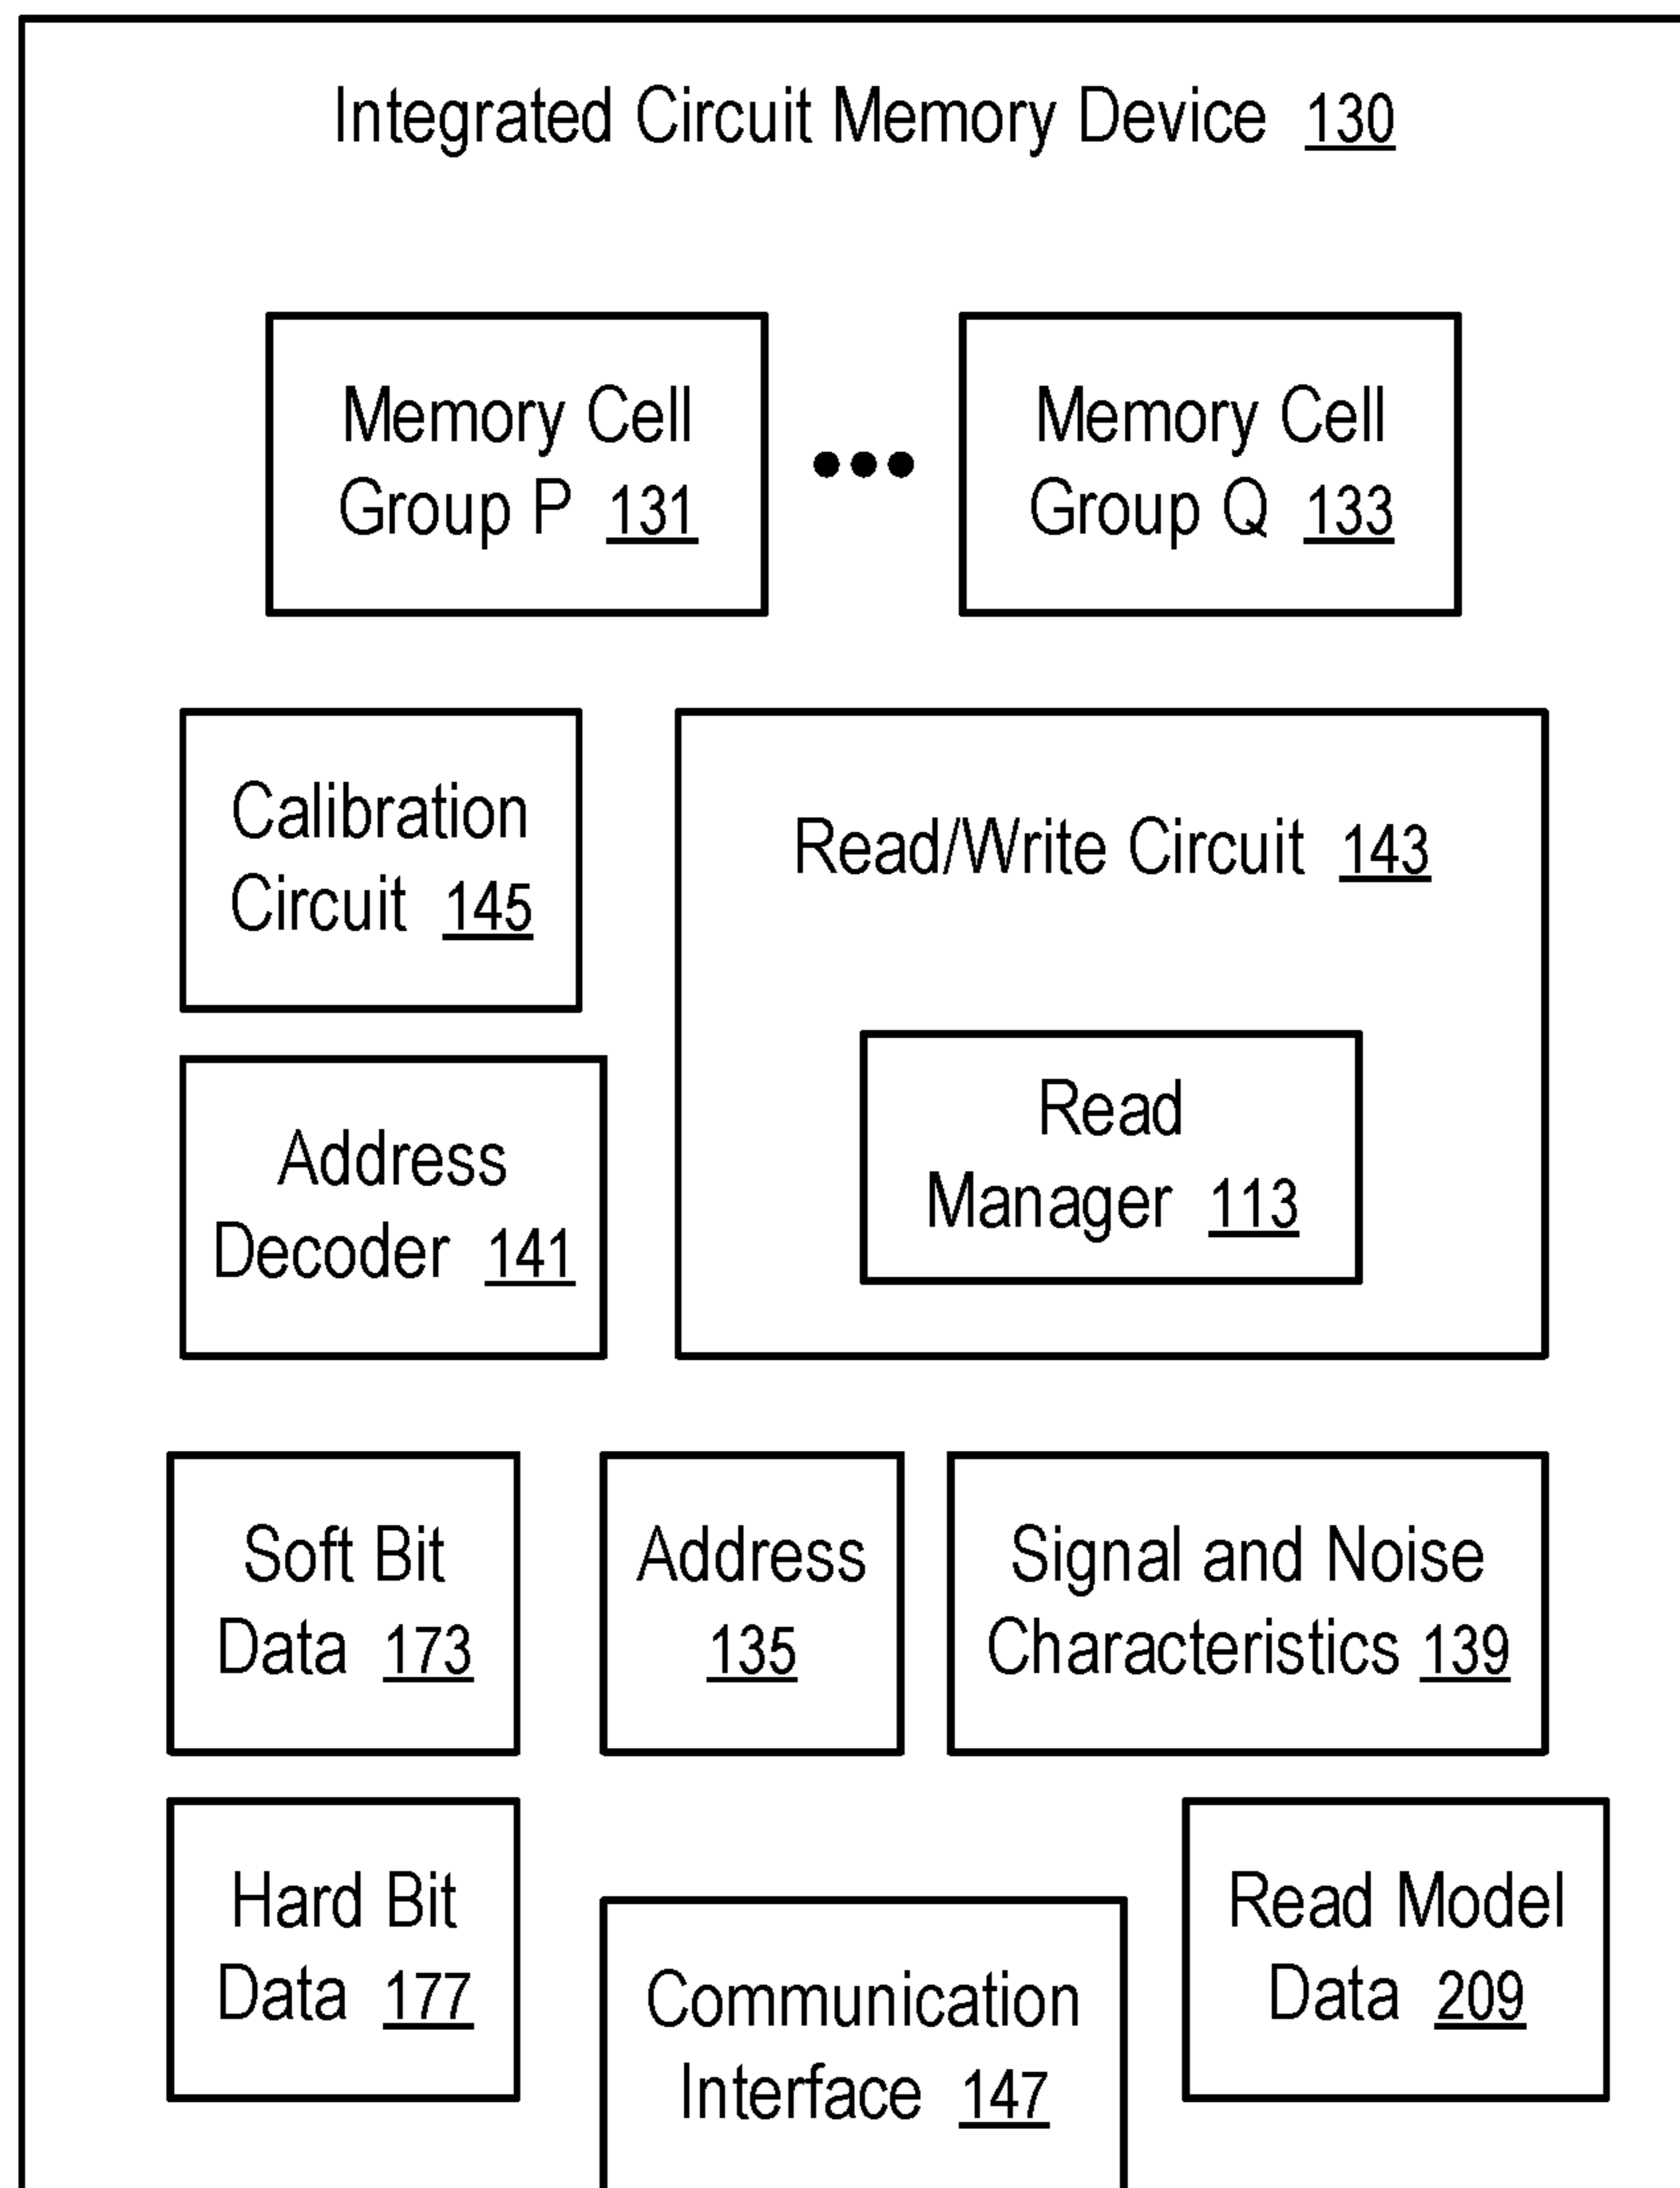 Integrated Circuit Memory Device 130
Memory Cell
Group P 131
Memory Cell
Group Q 133
Calibration
Circuit 145
Read/Write Circuit 143
Read
Manager 113
Address
Decoder 141
Soft Bit
Data 173
Address
135
Signal and Noise
Characteristics 139
Hard Bit
Data 177
Communication
Interface 147
Read Model
Data 209